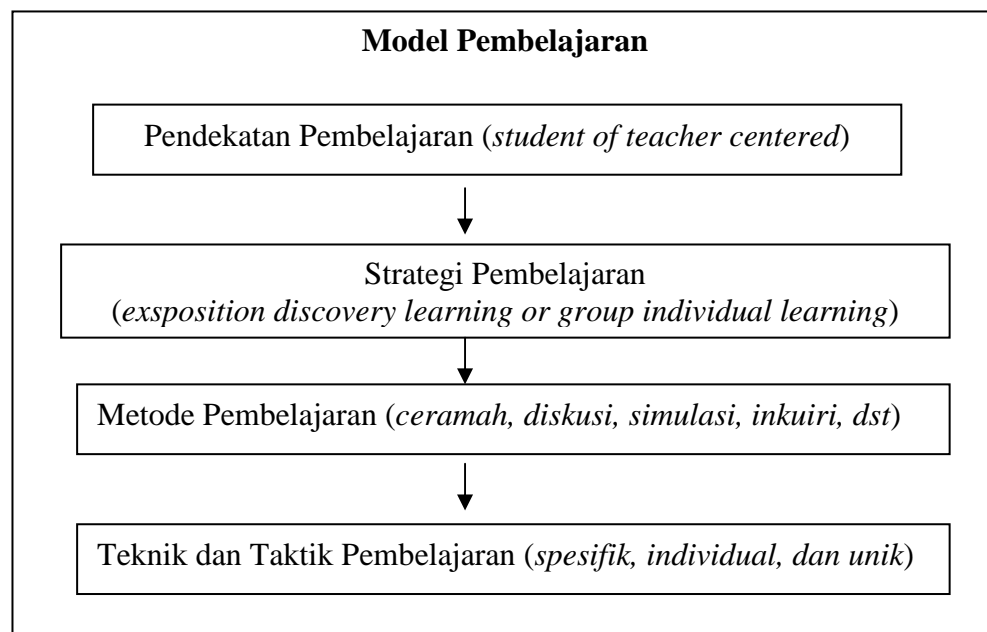 Model Pembelajaran
Pendekatan Pembelajaran (student of teacher centered)
Strategi Pembelajaran
(exsposition discovery learning or group individual learning)
Metode Pembelajaran (ceramah, diskusi, simulasi, inkuiri, dst)
Teknik dan Taktik Pembelajaran (spesifik, individual, dan unik)